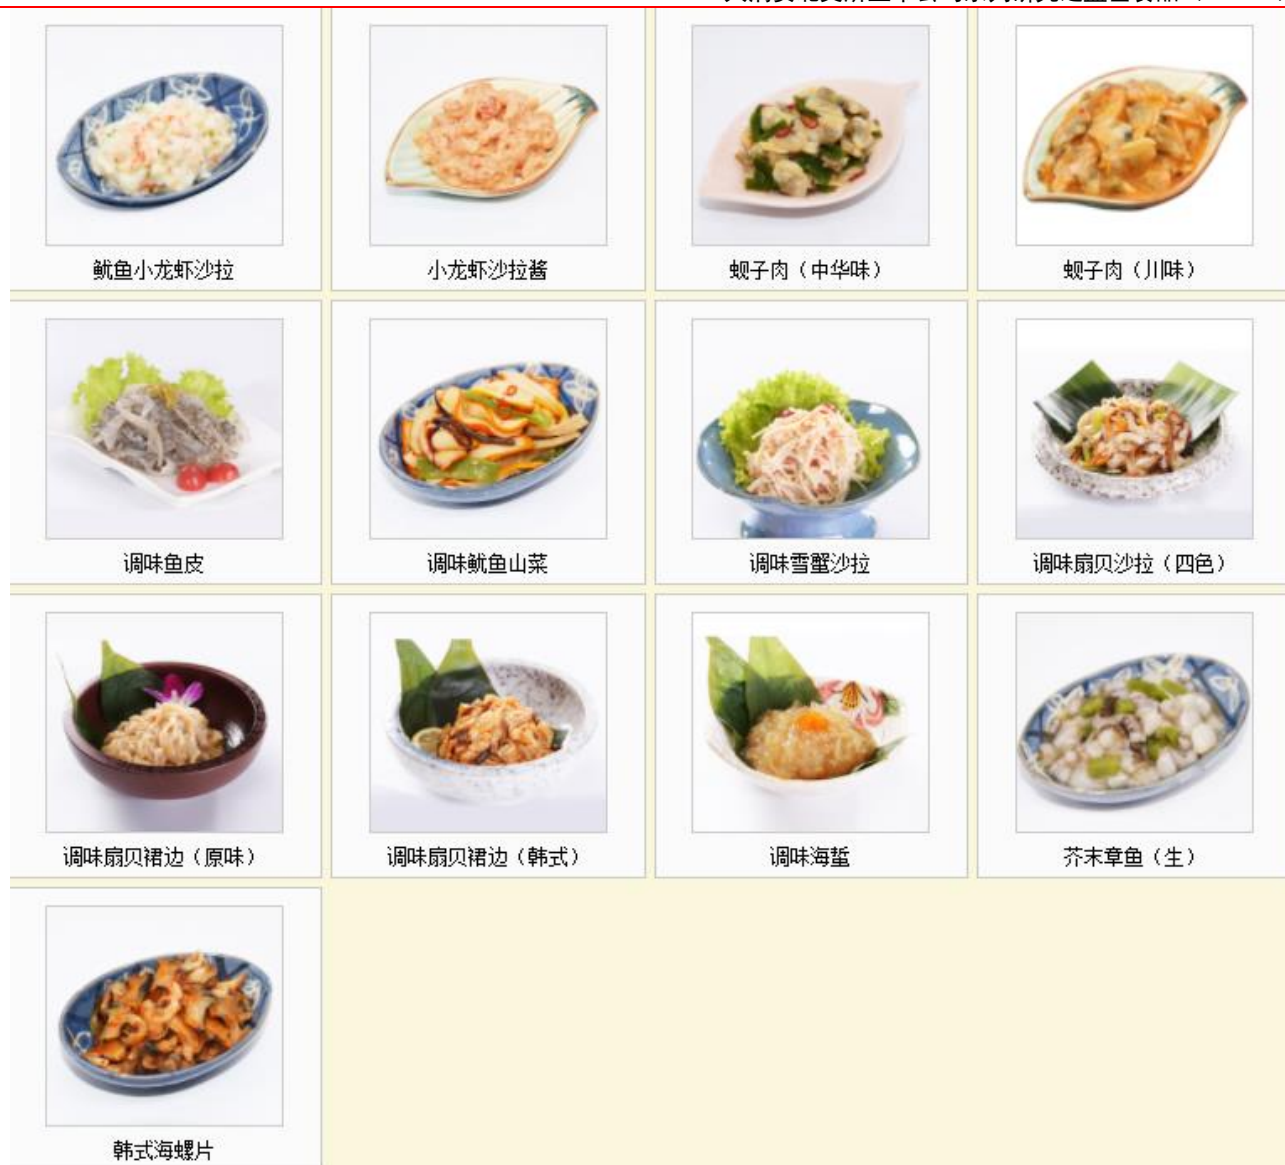 鱿鱼小龙虾沙拉
小龙虾沙拉酱
蚬子肉（中华味）
蚬子肉（川味）
调味鱼皮
调味鱿鱼山菜
调味雪蟹沙拉
调味扇贝沙拉（四色）
调味扇贝裙边（原味）
调味扇贝裙边（韩式）
调味海蜇
芥末章鱼（生）
韩式海螺片